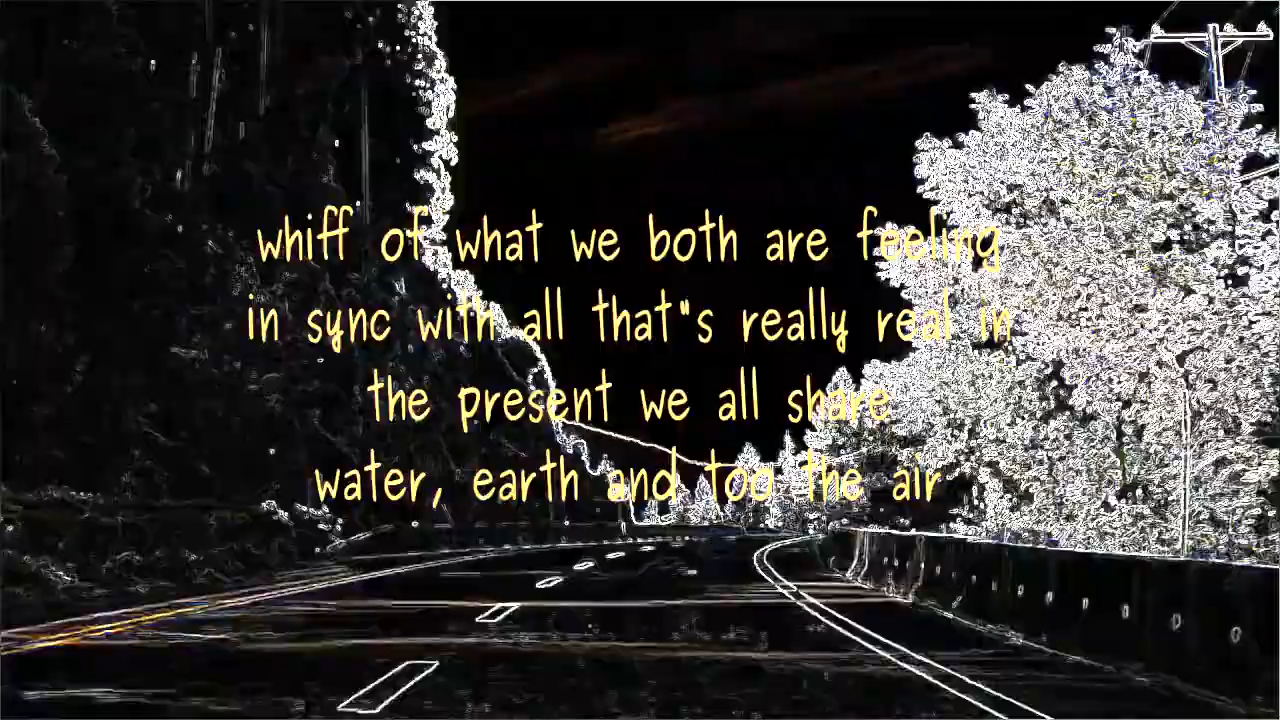 whiff of what we both are feeling
in sync with all that"s really real in
the present we all share
water, earth and too the air